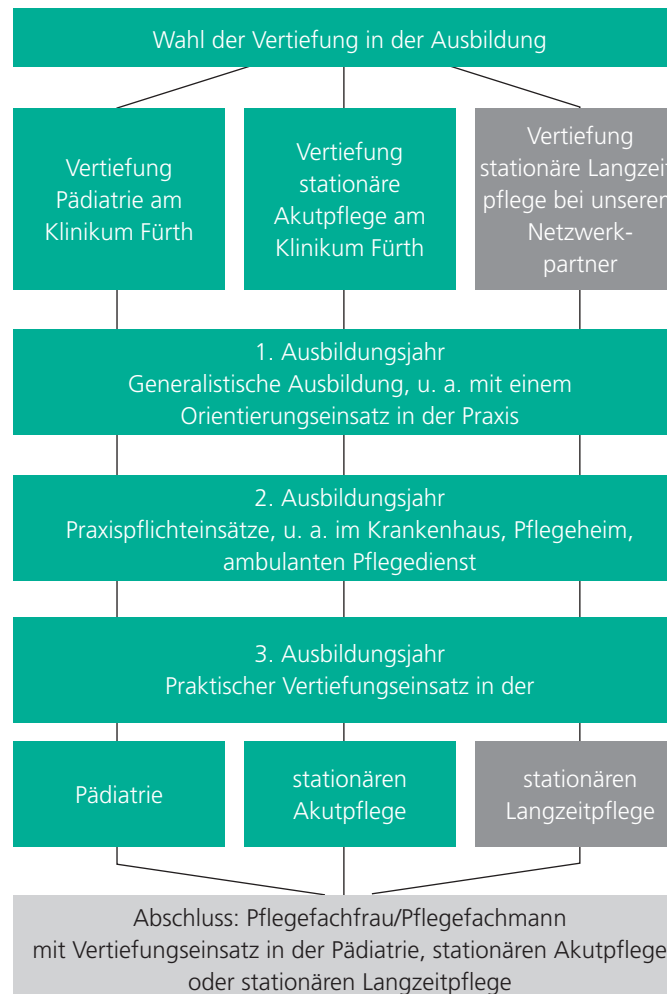 Wahl der Vertiefung in der Ausbildung
Vertiefung
Pädiatrie am
Klinikum Fürth
Vertiefung
stationäre
Akutpflege am
Klinikum Fürth
Vertiefung
stationäre Langzeit
pflege bei unseren
Netzwerk-
partner
1. Ausbildungsjahr
Generalistische Ausbildung, u. a. mit einem
Orientierungseinsatz in der Praxis
2. Ausbildungsjahr
Praxispflichteinsätze, u. a. im Krankenhaus, Pflegeheim,
ambulanten Pflegedienst
3. Ausbildungsjahr
Praktischer Vertiefungseinsatz in der
Pädiatrie
stationären
Akutpflege
stationären
Langzeitpflege
Abschluss: Pflegefachfrau/Pflegefachmann
mit Vertiefungseinsatz in der Pädiatrie, stationären Akutpflege
oder stationären Langzeitpflege